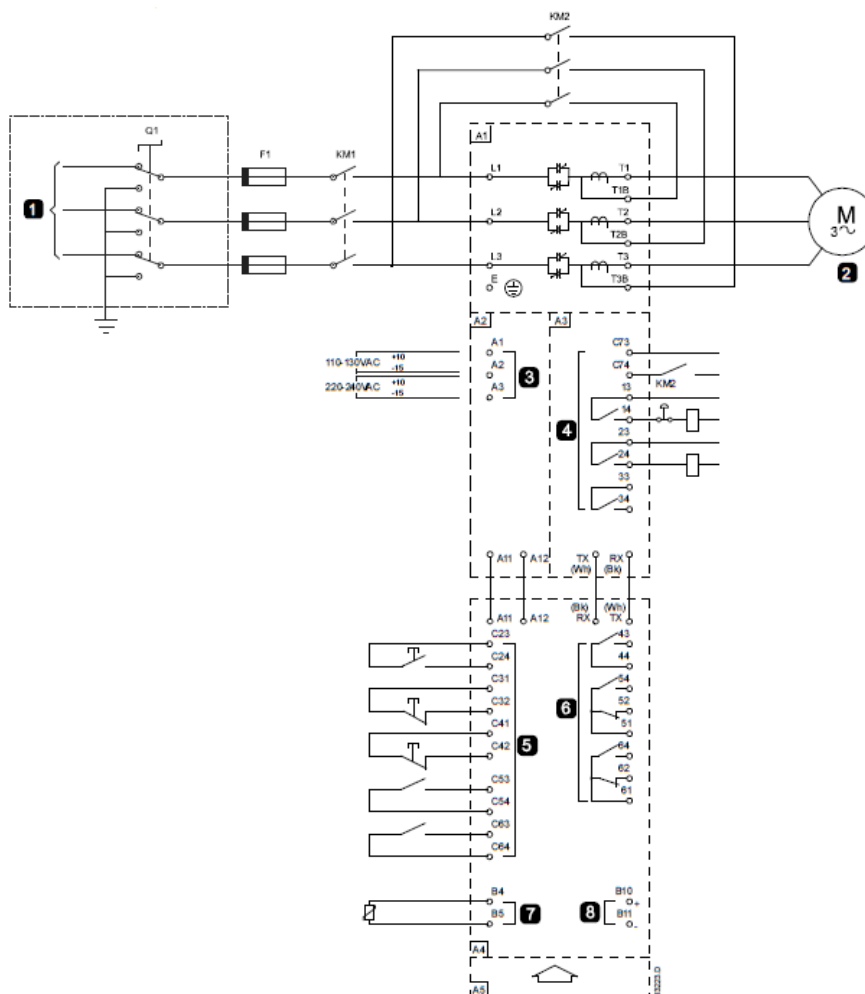 KM2
Q1
F1
KM1
A1
1
L1
T1
T1B
L2
T2
T2B
L3
T3
T3B
E
M
3~
2
A2
A3
110-130VAC
+10
-15
220-240VAC
+10
-15
A1
A2
A3
3
4
C73
C74
KM2
13
14
23
24
33
34
A11
A12
TX
(Wh)
RX
(Bk)
A11
A12
(Bk)
RX
(Wh)
TX
C23
C24
C31
C32
C41
C42
C53
C54
C63
C64
5
6
43
44
54
52
51
64
62
61
B4
B5
7
8
B10
+
B11
-
A4
A5